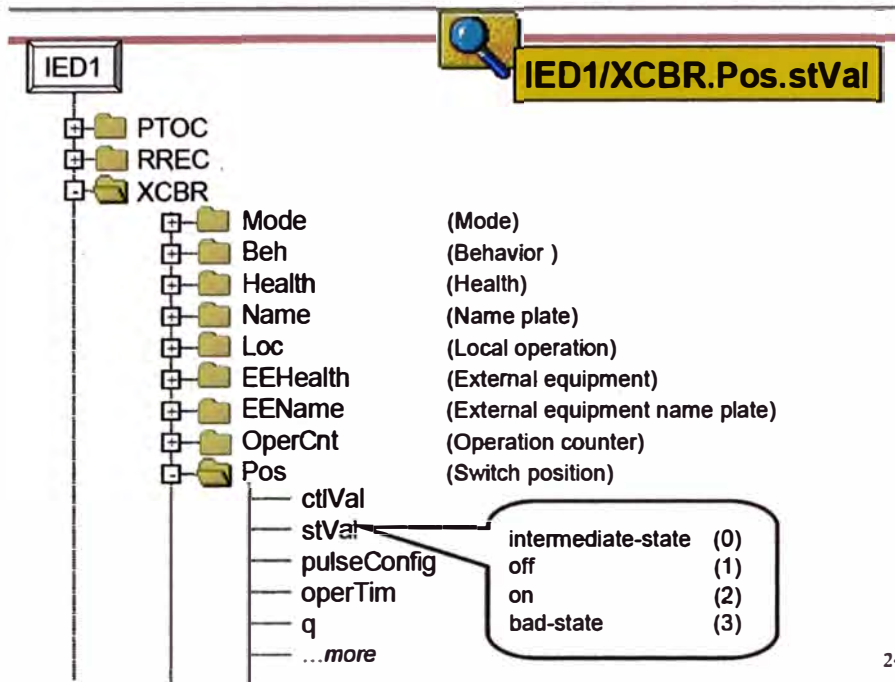 IED1
IED1/XCBR.Pos.stVal
PTOC
RREC
XCBR
Mode (Mode)
Beh (Behavior )
Health (Health)
Name (Name plate)
Loc (Local operation)
EEHealth (External equipment)
EEName (External equipment name plate)
OperCnt (Operation counter)
Pos (Switch position)
ctlVal
stVal
pulseConfig
operTim
q
...more
intermediate-state (0)
off (1)
on (2)
bad-state (3)